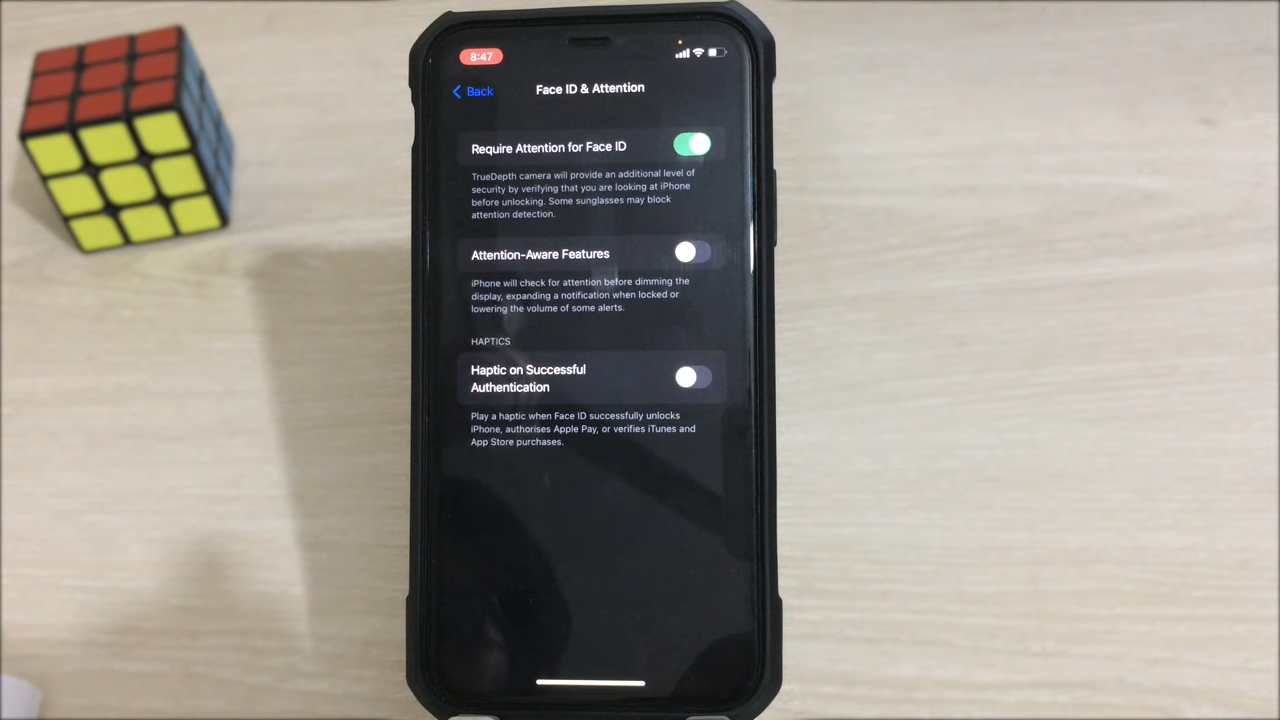 8:47
Back
Face ID & Attention
Require Attention for Face ID
TrueDepth camera will provide an additional level of
security by verifying that you are looking at iPhone
before unlocking. Some sunglasses may block
attention detection.
Attention-Aware Features
iPhone will check for attention before dimming the
display, expanding a notification when locked or
lowering the volume of some alerts.
HAPTICS
Haptic on Successful
Authentication
Play a haptic when Face ID successfully unlocks
iPhone, authorises Apple Pay, or verifies iTunes and
App Store purchases.